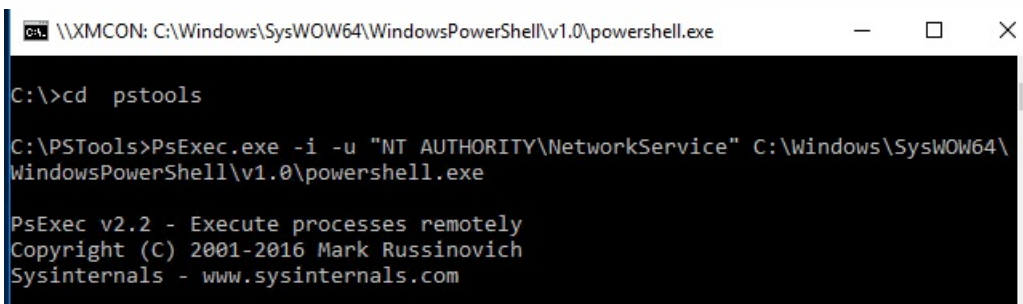 \\XMCON: C:\Windows\SysWOW64\WindowsPowerShell\v1.0\powershell.exe
C:\>cd  pstools
C:\PSTools>PsExec.exe -i -u "NT AUTHORITY\NetworkService" C:\Windows\SysWOW64\
WindowsPowerShell\v1.0\powershell.exe
PsExec v2.2 - Execute processes remotely
Copyright (C) 2001-2016 Mark Russinovich
Sysinternals - www.sysinternals.com